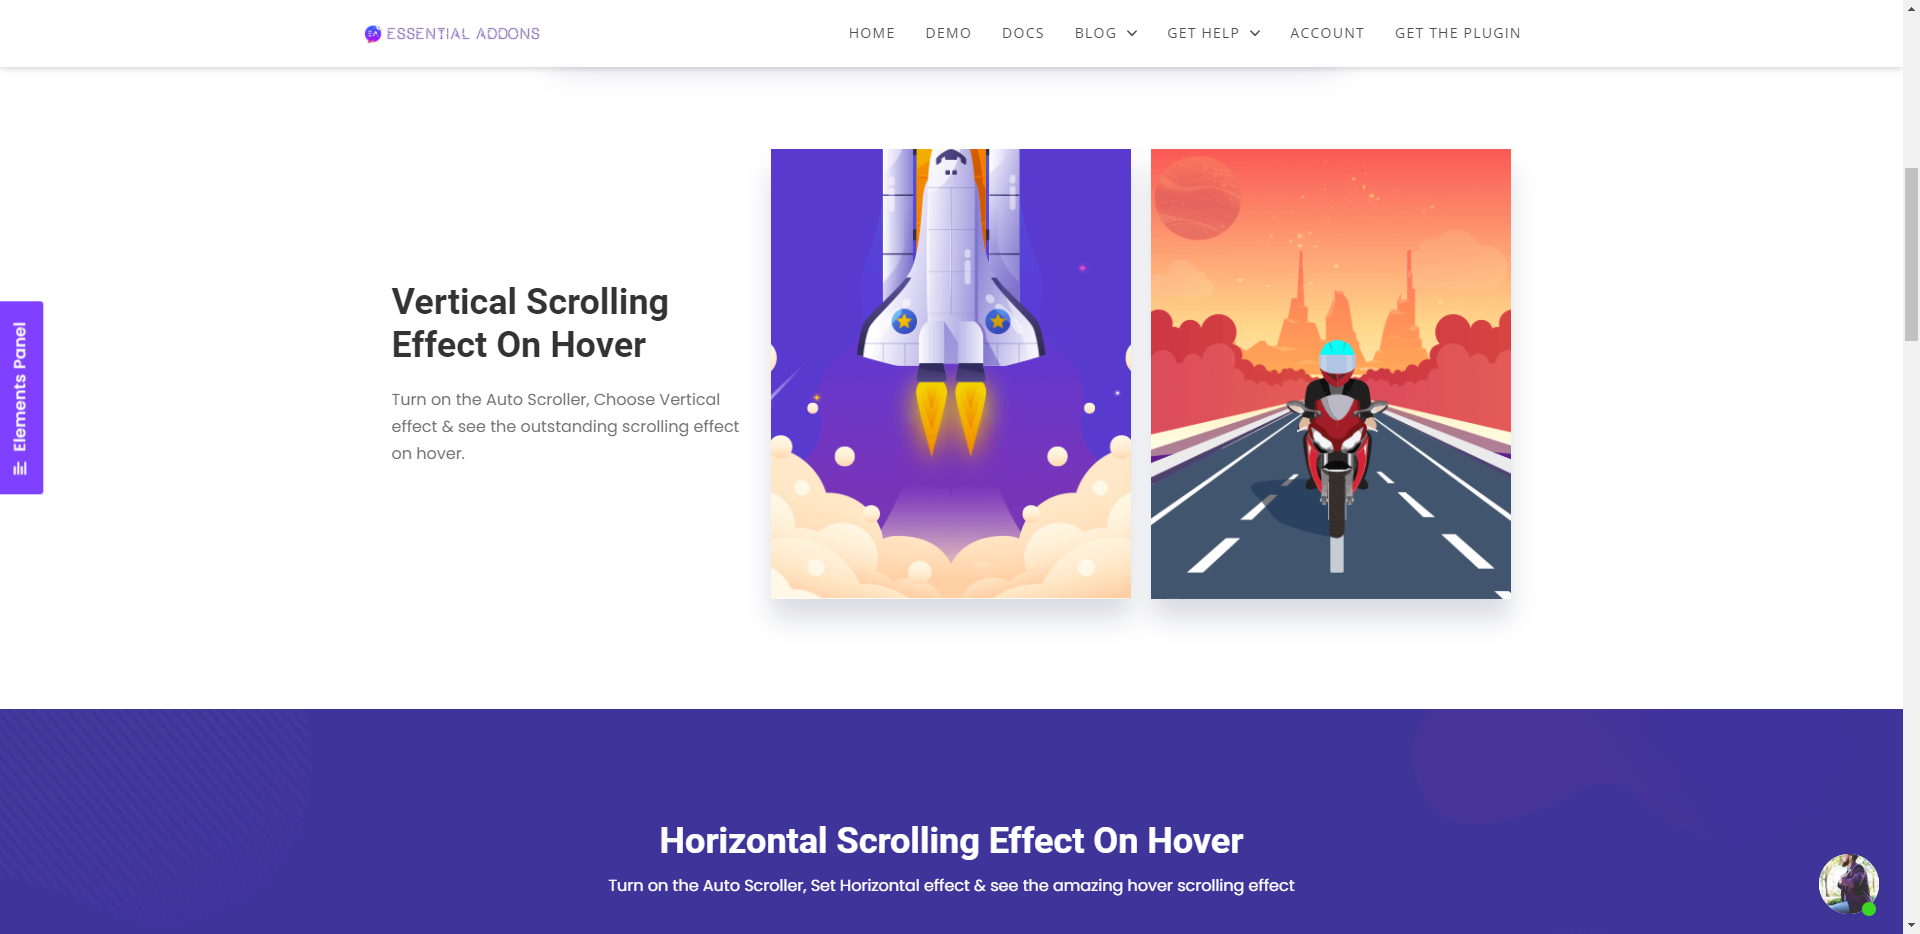 ESSENTIAL ADDONS
HOME DEMO DOCS BLOG GET HELP ACCOUNT GET THE PLUGIN
Elements Panel
Vertical Scrolling
Effect On Hover
Turn on the Auto Scroller, Choose Vertical
effect & see the outstanding scrolling effect
on hover.
Horizontal Scrolling Effect On Hover
Turn on the Auto Scroller, Set Horizontal effect & see the amazing hover scrolling effect